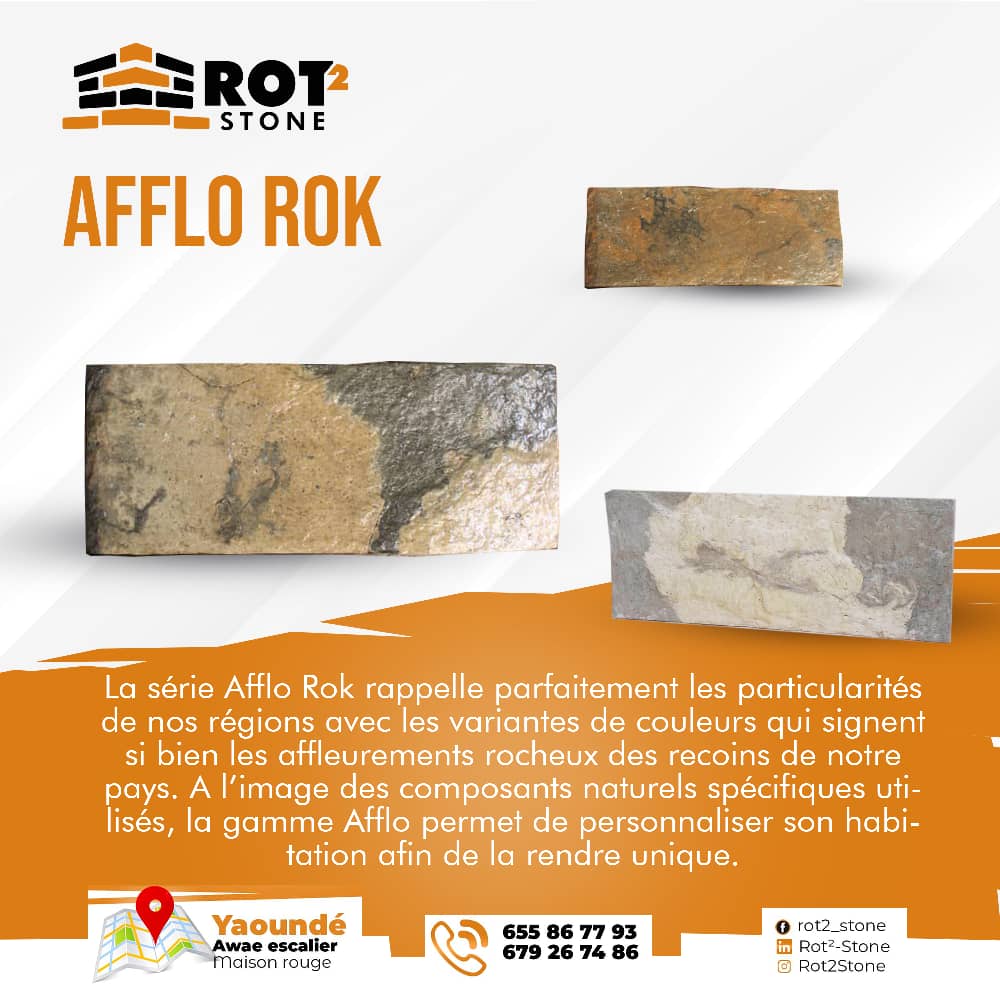 ROT²
STONE
AFFLO ROK
La série Afflo Rok rappelle parfaitement les particularités
de nos régions avec les variantes de couleurs qui signent
si bien les affleurements rocheux des recoins de notre
pays. A l’image des composants naturels spécifiques uti-
lisés, la gamme Afflo permet de personnaliser son habi-
tation afin de la rendre unique.
Yaoundé
Awae escalier
Maison rouge
655 86 77 93
679 26 74 86
rot2_stone
Rot²-Stone
Rot2Stone